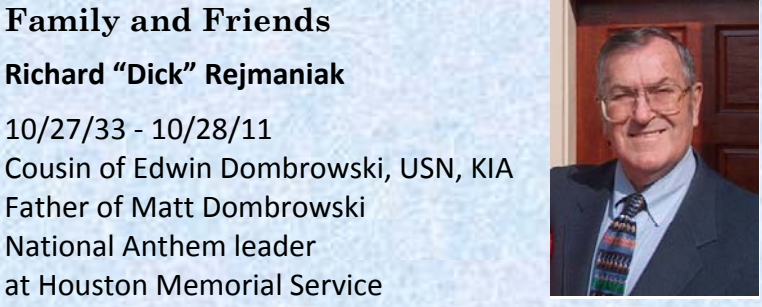 Family and Friends
Richard “Dick” Rejmaniak
10/27/33 - 10/28/11
Cousin of Edwin Dombrowski, USN, KIA
Father of Matt Dombrowski
National Anthem leader
at Houston Memorial Service